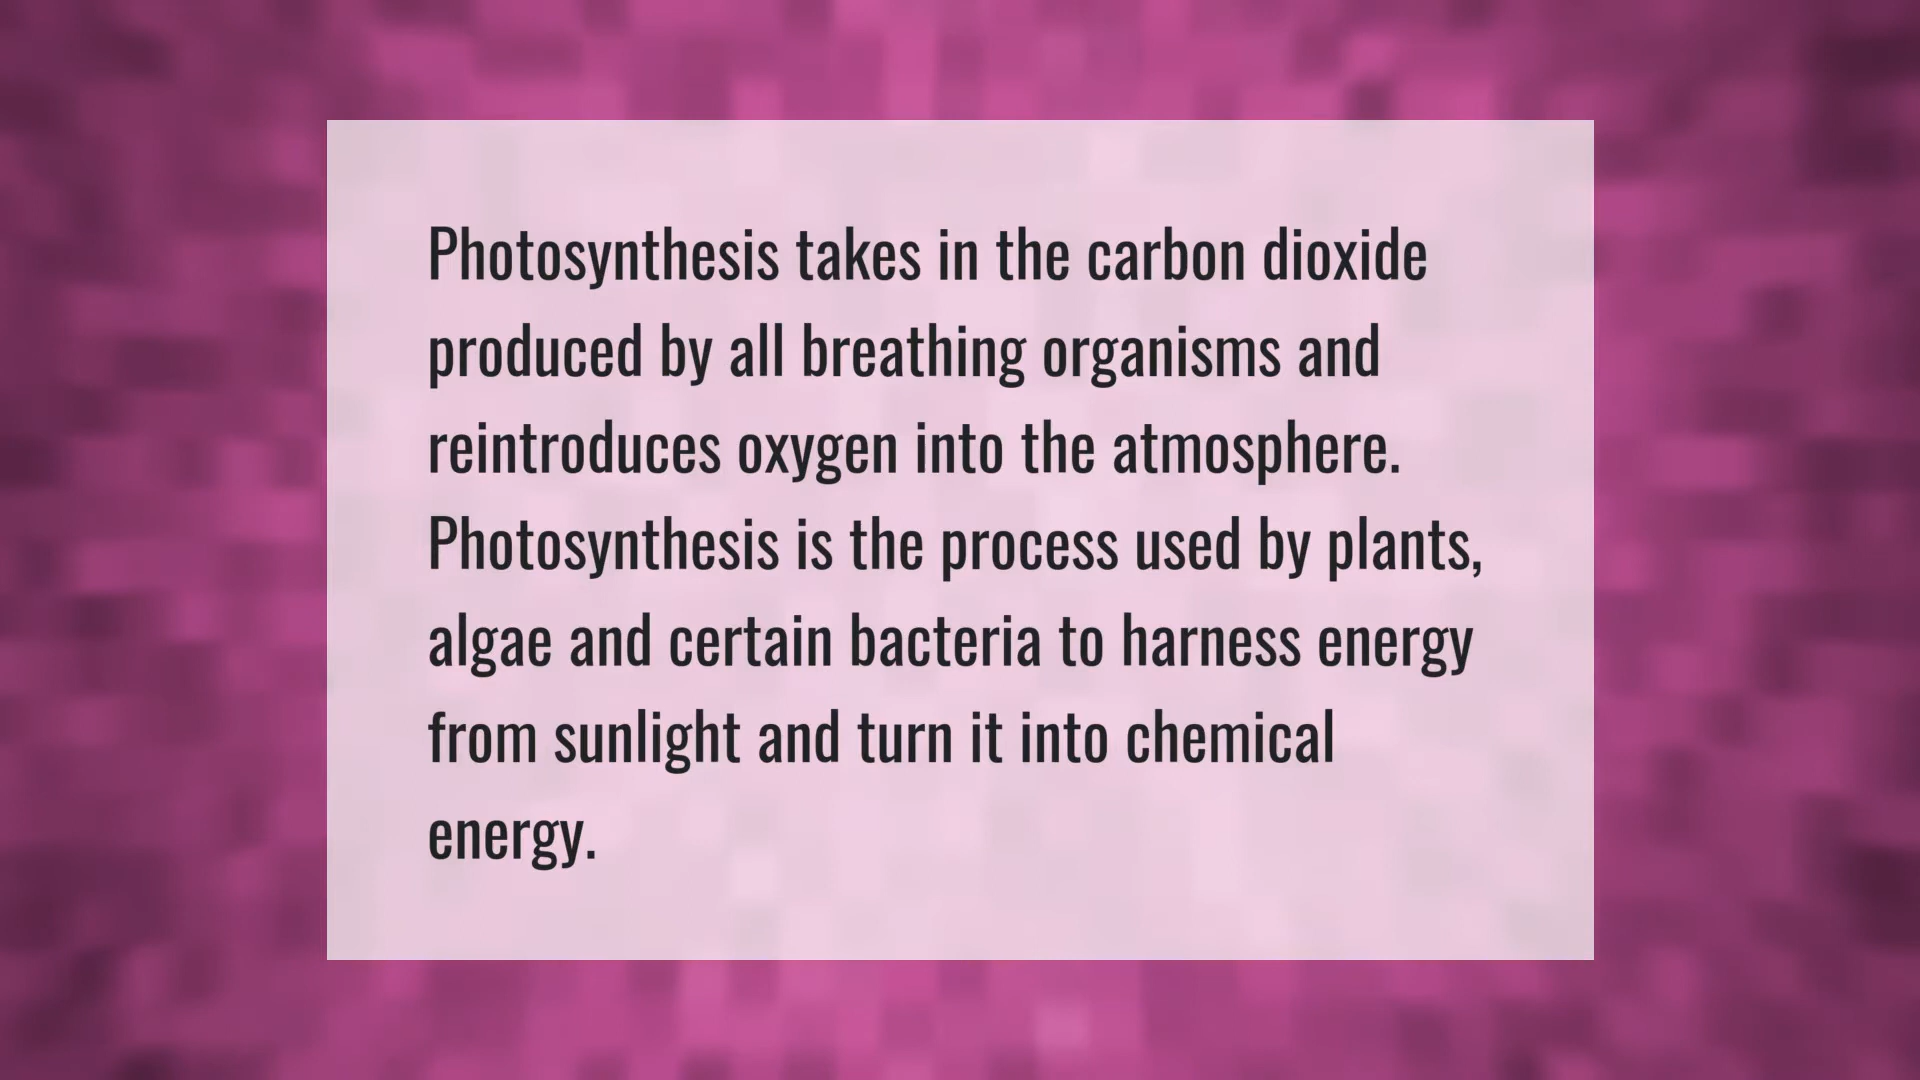 Photosynthesis takes in the carbon dioxide
produced by all breathing organisms and
reintroduces oxygen into the atmosphere.
Photosynthesis is the process used by plants,
algae and certain bacteria to harness energy
from sunlight and turn it into chemical
energy.